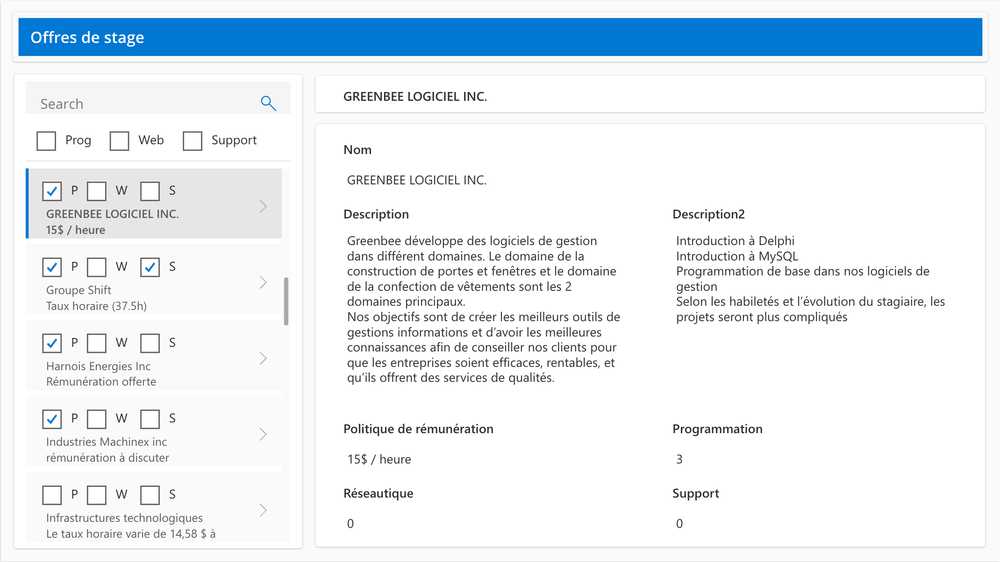 Offres de stage
Search
Prog Web Support
P W S
GREENBEE LOGICIEL INC.
15$ / heure
P W S
Groupe Shift
Taux horaire (37.5h)
P W S
Harnois Energies Inc
Rémunération offerte
P W S
Industries Machinex inc
rémunération à discuter
P W S
Infrastructures technologiques
Le taux horaire varie de 14,58 $ à
GREENBEE LOGICIEL INC.
Nom
GREENBEE LOGICIEL INC.
Description
Greenbee développe des logiciels de gestion
dans différent domaines. Le domaine de la
construction de portes et fenêtres et le domaine
de la confection de vêtements sont les 2
domaines principaux.
Nos objectifs sont de créer les meilleurs outils de
gestions informations et d’avoir les meilleures
connaissances afin de conseiller nos clients pour
que les entreprises soient efficaces, rentables, et
qu’ils offrent des services de qualités.
Description2
Introduction à Delphi
Introduction à MySQL
Programmation de base dans nos logiciels de
gestion
Selon les habiletés et l’évolution du stagiaire, les
projets seront plus compliqués
Politique de rémunération
15$ / heure
Programmation
3
Réseautique
0
Support
0